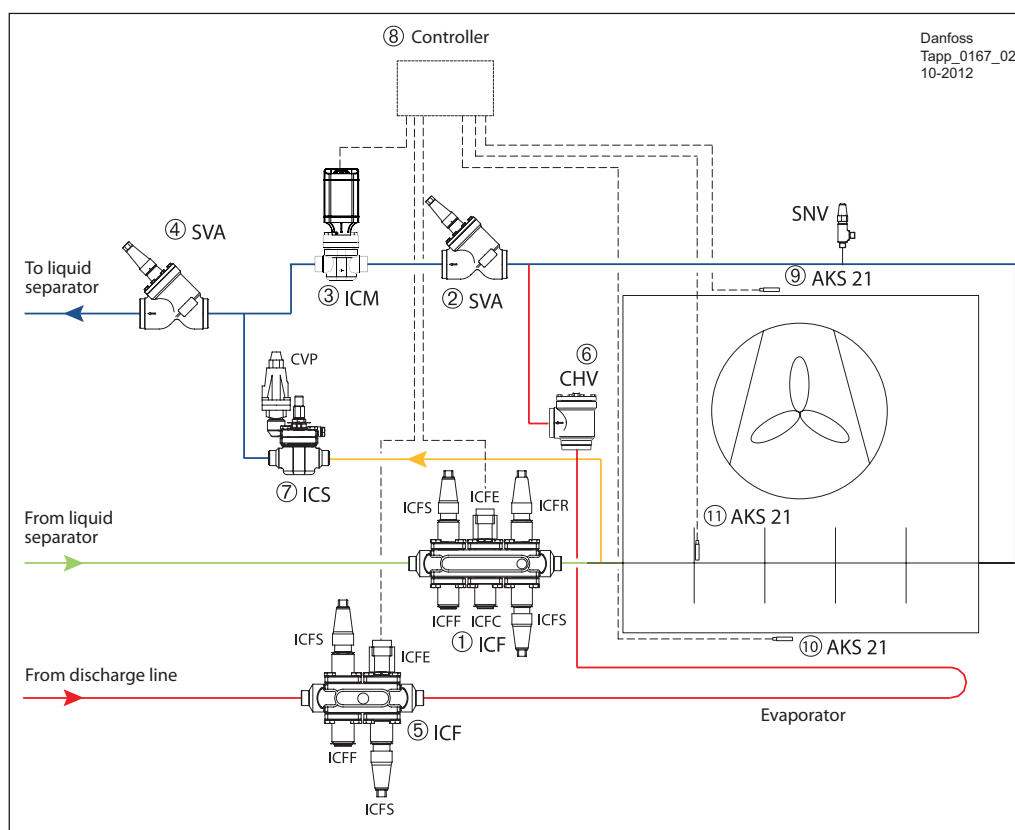 ⑧ Controller
Danfoss
Tapp_0167_02
10-2012
SNV
④ SVA
To liquid
separator
③ ICM
② SVA
⑨ AKS 21
CVP
⑥
CHV
⑦ ICS
ICFS
ICFE
ICFR
⑪ AKS 21
From liquid
separator
ICFF
ICFC
ICFS
① ICF
ICFS
ICFE
⑩ AKS 21
From discharge line
Evaporator
⑤ ICF
ICFF
ICFS